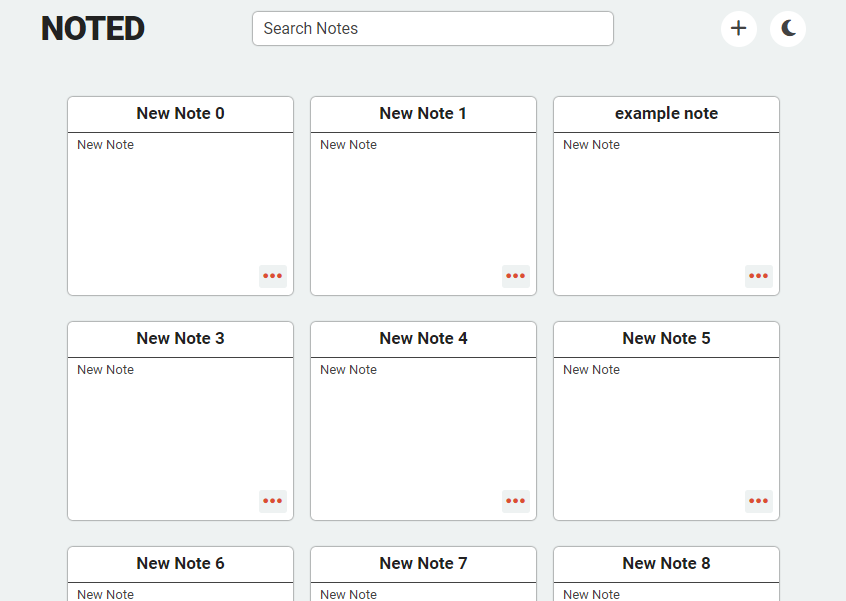 NOTED
Search Notes
New Note 0
New Note
New Note 1
New Note
example note
New Note
New Note 3
New Note
New Note 4
New Note
New Note 5
New Note
New Note 6
New Note
New Note 7
New Note
New Note 8
New Note